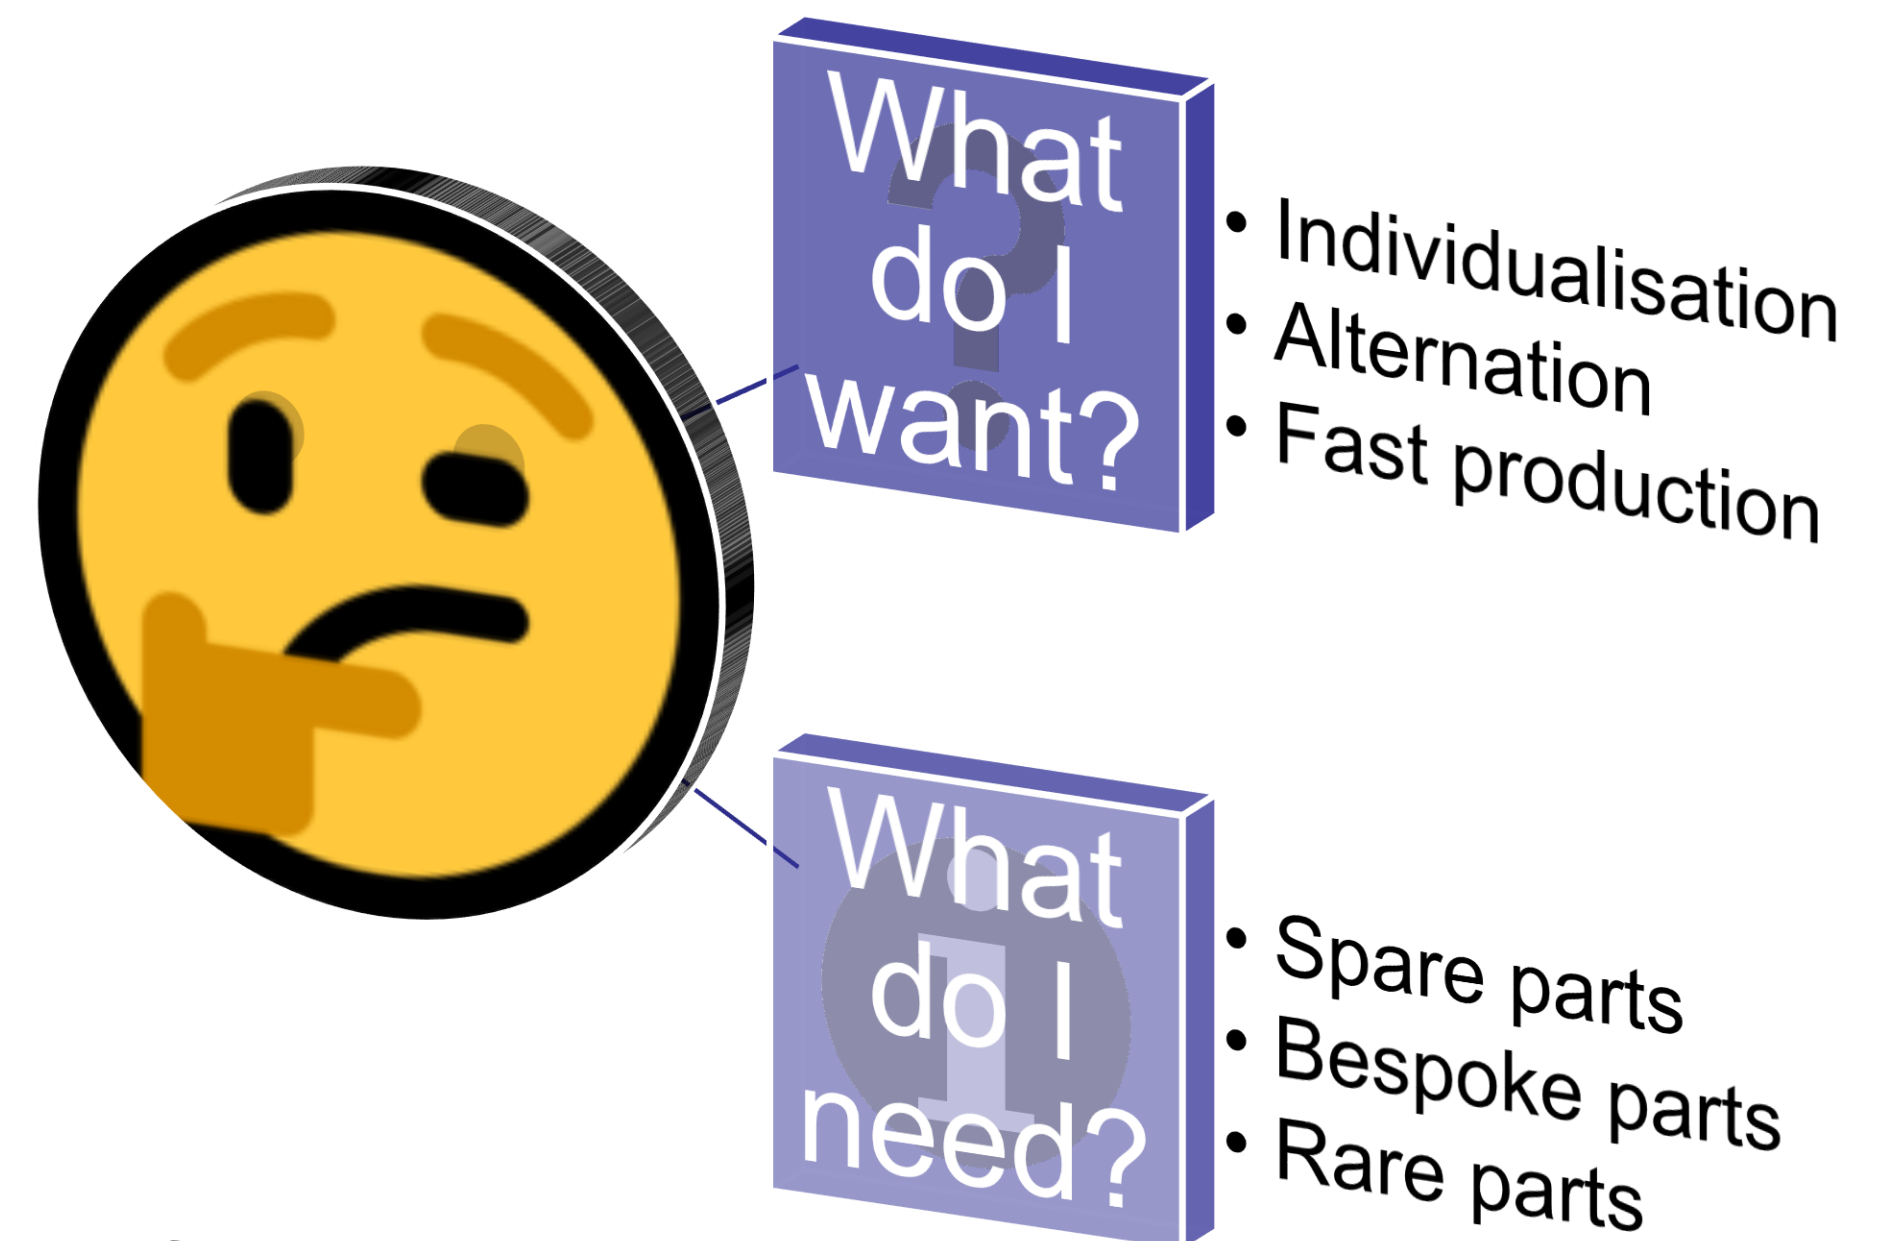 What
do I
want?
• Individualisation
• Alternation
• Fast production
What
do I
need?
• Spare parts
• Bespoke parts
• Rare parts